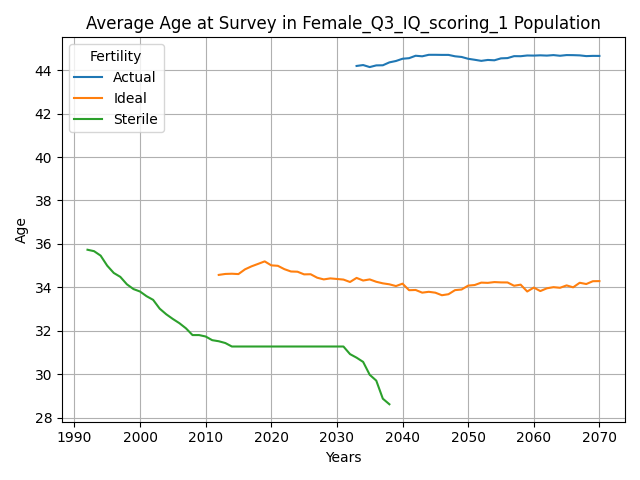 Average Age at Survey in Female_Q3_IQ_scoring_1 Population
Fertility
Actual
Ideal
Sterile
44
42
40
38
36
34
32
30
28
Age
1990 2000 2010 2020 2030 2040 2050 2060 2070
Years